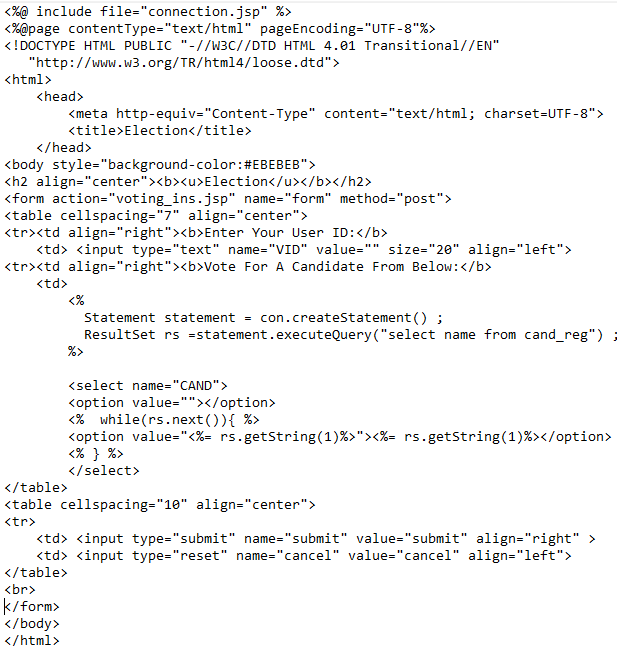 <%@ include file="connection.jsp" %>
<%@page contentType="text/html" pageEncoding="UTF-8"%>
<!DOCTYPE HTML PUBLIC "-//W3C//DTD HTML 4.01 Transitional//EN"
   "http://www.w3.org/TR/html4/loose.dtd">
<html>
    <head>
        <meta http-equiv="Content-Type" content="text/html; charset=UTF-8">
        <title>Election</title>
    </head>
<body style="background-color:#EBEBEB">
<h2 align="center"><b><u>Election</u></b></h2>
<form action="voting_ins.jsp" name="form" method="post">
<table cellspacing="7" align="center">
<tr><td align="right"><b>Enter Your User ID:</b>
    <td> <input type="text" name="VID" value="" size="20" align="left">
<tr><td align="right"><b>Vote For A Candidate From Below:</b>
    <td>
        <%
          Statement statement = con.createStatement() ;
          ResultSet rs =statement.executeQuery("select name from cand_reg") ;
        %>

        <select name="CAND">
        <option value=""></option>
        <%  while(rs.next()){ %>
        <option value="<%= rs.getString(1)%>"><%= rs.getString(1)%></option>
        <% } %>
        </select>
</table>
<table cellspacing="10" align="center">
<tr>
    <td> <input type="submit" name="submit" value="submit" align="right" >
    <td> <input type="reset" name="cancel" value="cancel" align="left">
</table>
<br>
</form>
</body>
</html>